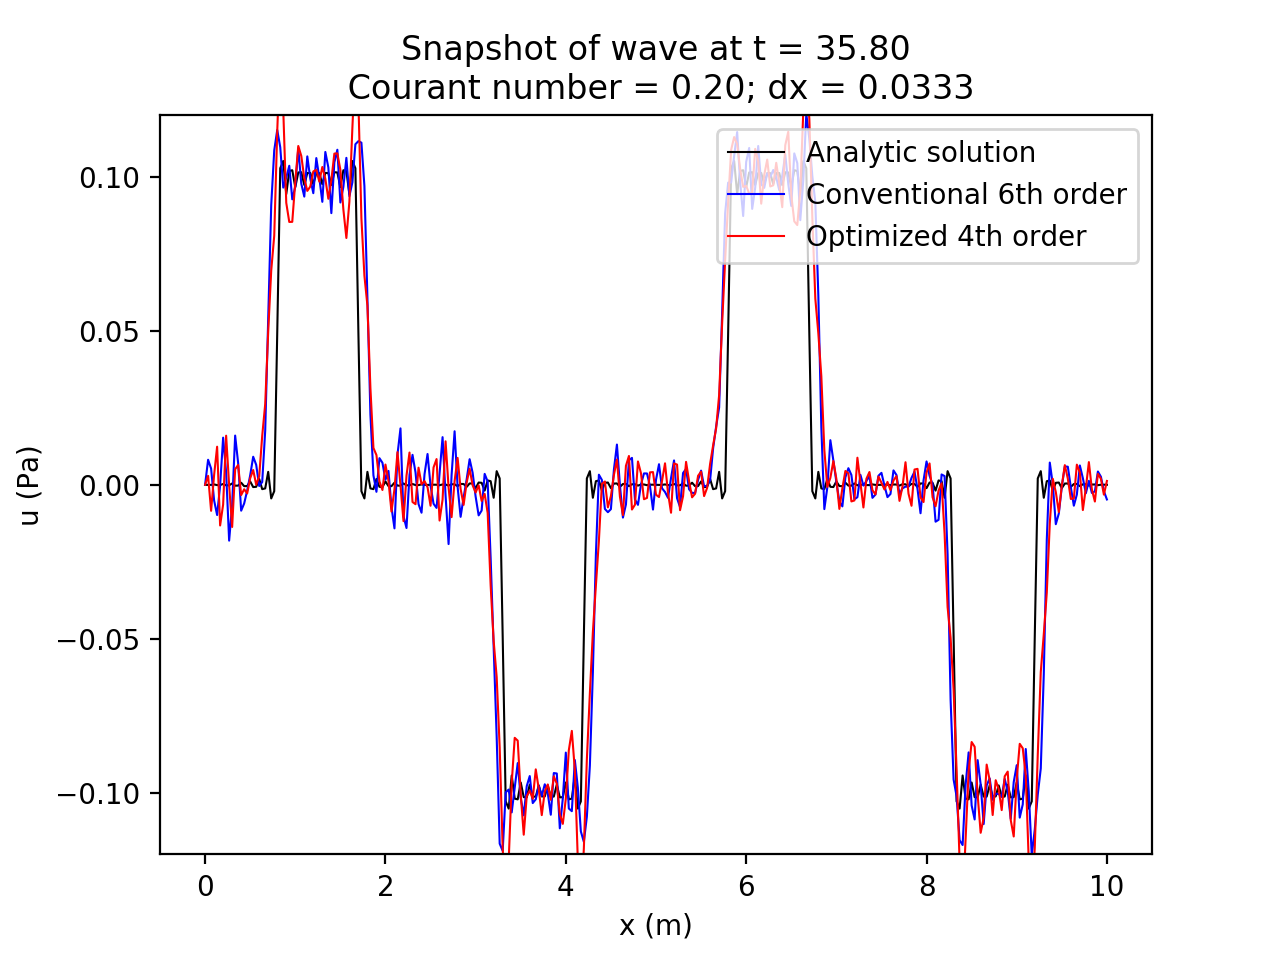 Snapshot of wave at t = 35.80
Courant number = 0.20; dx = 0.0333
Analytic solution
Conventional 6th order
Optimized 4th order
0.10
0.05
0.00
−0.05
−0.10
u (Pa)
0 2 4 6 8 10
x (m)